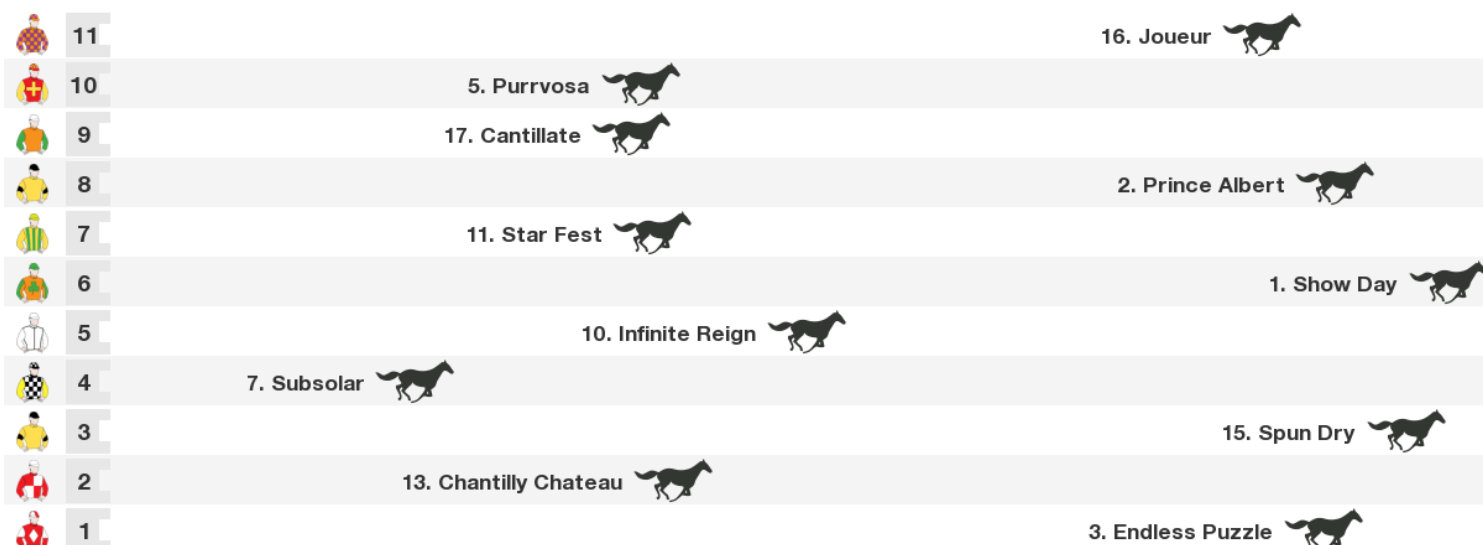 11 16. Joueur
10 5. Purrvosa
9 17. Cantillate
8 2. Prince Albert
7 11. Star Fest
6 1. Show Day
5 10. Infinite Reign
4 7. Subsolar
3 15. Spun Dry
2 13. Chantilly Chateau
1 3. Endless Puzzle